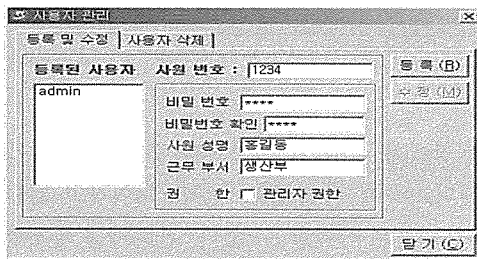 사용자 관리
등록 및 수정 사용자 삭제
등록된 사용자 사원 번호 : 1234 등 록 (R)
admin 수 정 (M)
비밀 번호 ****
비밀번호 확인 ****
사원 성명 홍길동
근무 부서 생산부
권 한 관리자 권한
닫 기 (C)